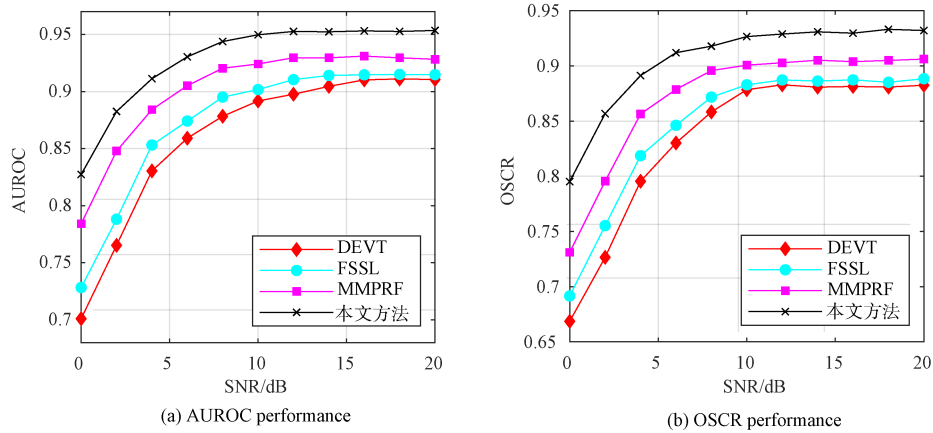 0.95
0.9
0.85
0.8
0.75
0.7
AUROC
0 5 10 15 20
SNR/dB
DEVT
FSSL
MMPRF
本文方法
(a) AUROC performance
0.95
0.9
0.85
0.8
0.75
0.7
0.65
OSCR
0 5 10 15 20
SNR/dB
DEVT
FSSL
MMPRF
本文方法
(b) OSCR performance